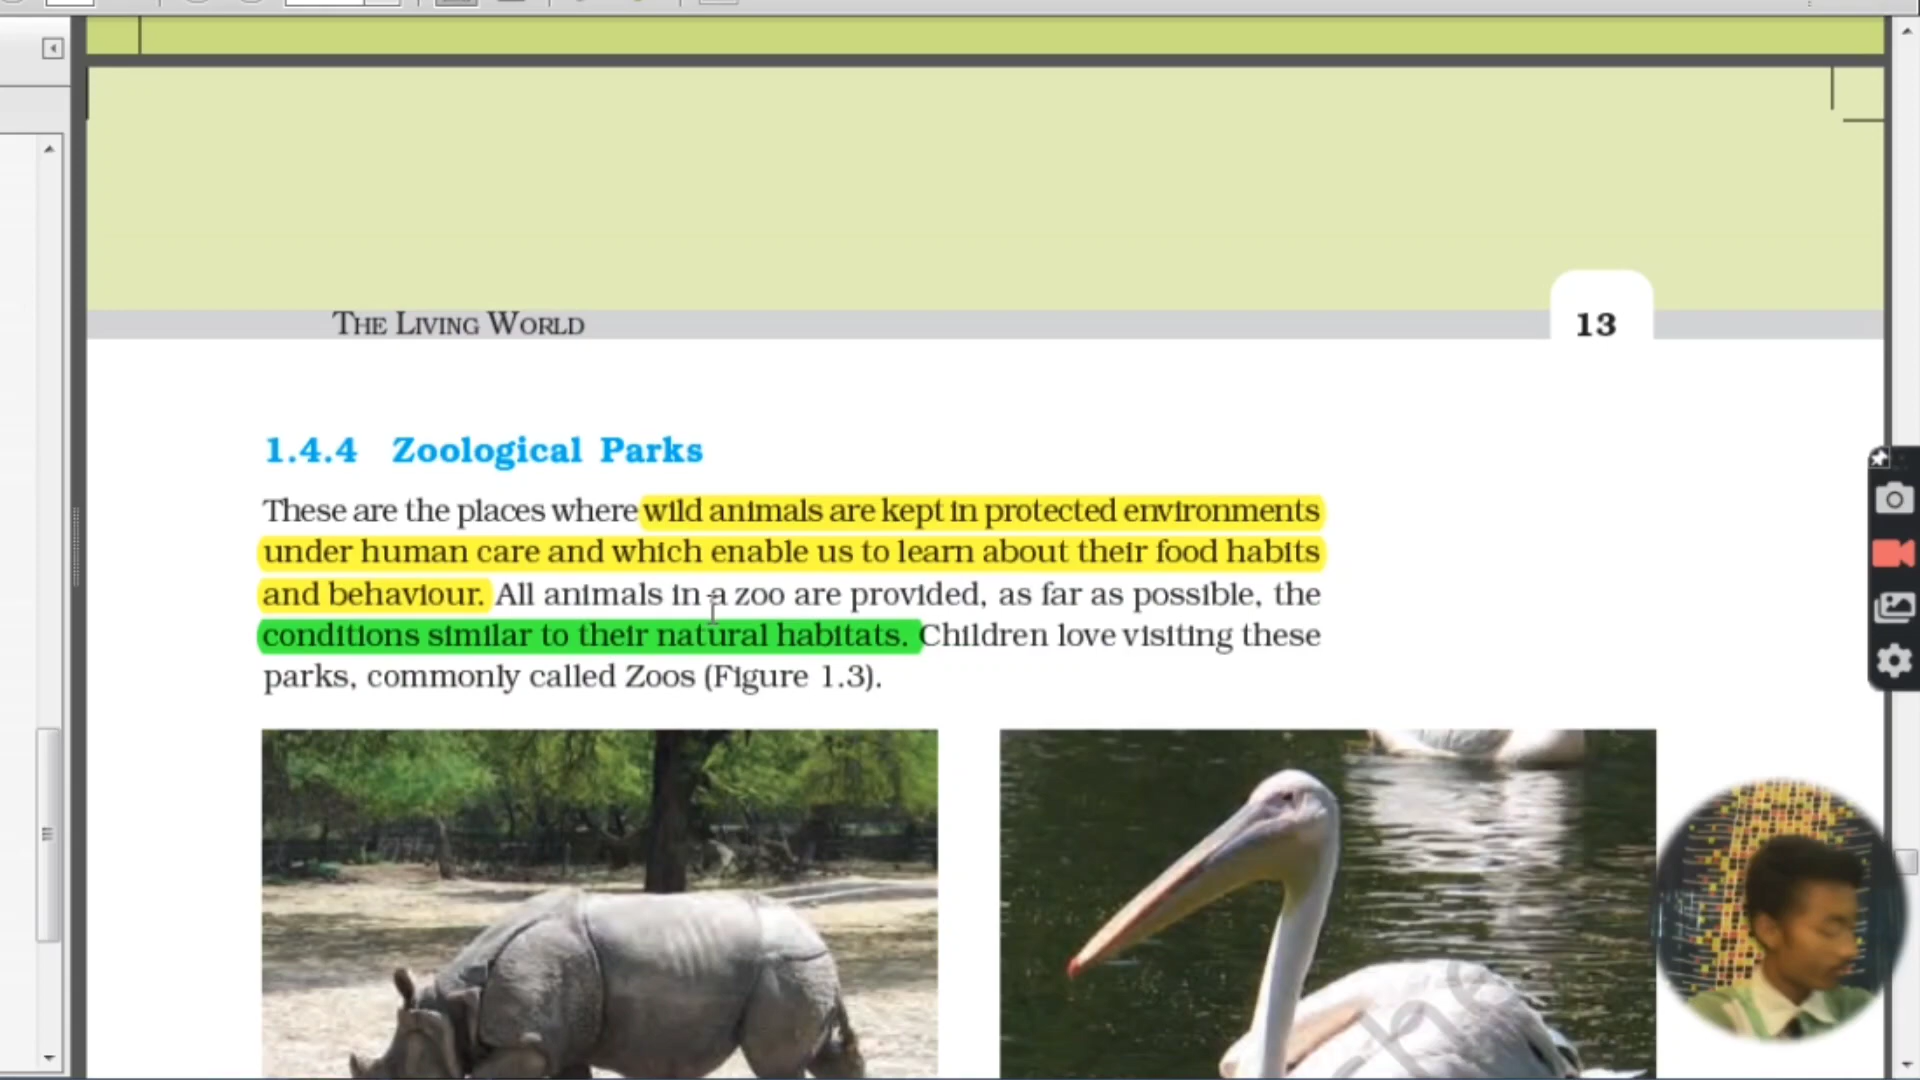 THE LIVING WORLD
13
1.4.4 Zoological Parks
These are the places where wild animals are kept in protected environments
under human care and which enable us to learn about their food habits
and behaviour. All animals in a zoo are provided, as far as possible, the
conditions similar to their natural habitats. Children love visiting these
parks, commonly called Zoos (Figure 1.3).